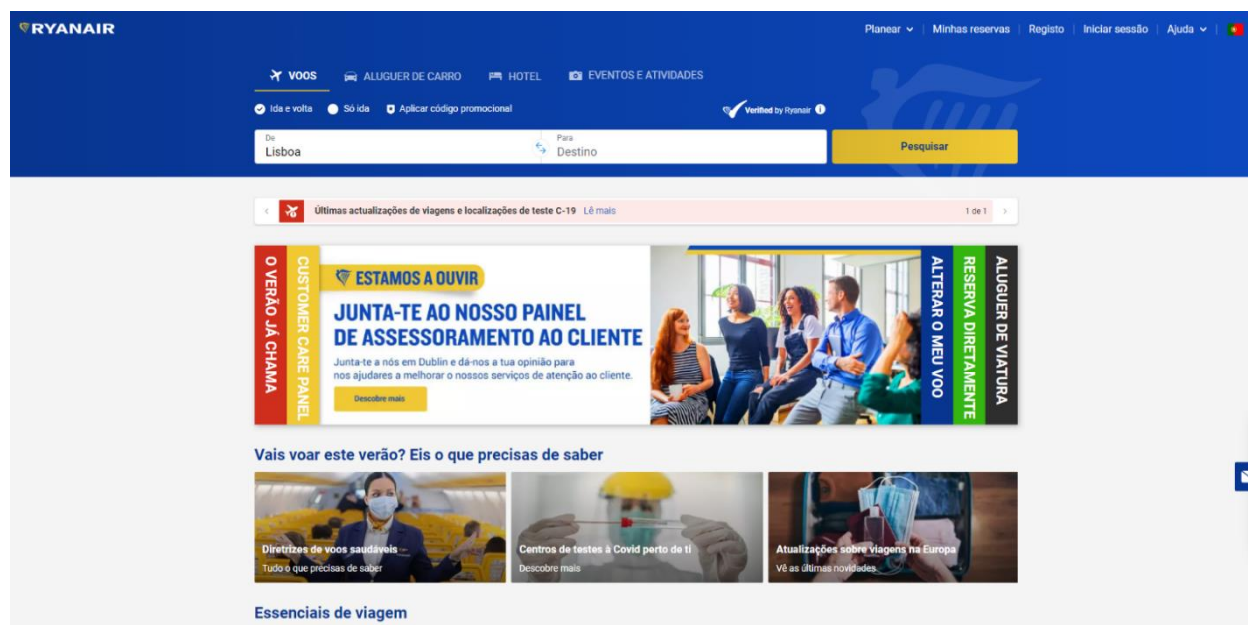 RYANAIR
Planear
Minhas reservas
Registo
Iniciar sessão
Ajuda
VOOS
ALUGUER DE CARRO
HOTEL
EVENTOS E ATIVIDADES
Ida e volta
Só ida
Aplicar código promocional
Verified by Ryanair
De
Lisboa
Para
Destino
Pesquisar
Últimas actualizações de viagens e localizações de teste C-19 Lê mais
1 de 1
O VERÃO JÁ CHAMA
CUSTOMER CARE PANEL
ESTAMOS A OUVIR
JUNTA-TE AO NOSSO PAINEL
DE ASSESSORAMENTO AO CLIENTE
Junta-te a nós em Dublin e dá-nos a tua opinião para
nos ajudares a melhorar o nossos serviços de atenção ao cliente.
Descobre mais
ALTERAR O MEU VOO
RESERVA DIRETAMENTE
ALUGUER DE VIATURA
Vais voar este verão? Eis o que precisas de saber
Diretrizes de voos saudáveis
Tudo o que precisas de saber
Centros de testes à Covid perto de ti
Descobre mais
Atualizações sobre viagens na Europa
Vê as últimas novidades
Essenciais de viagem